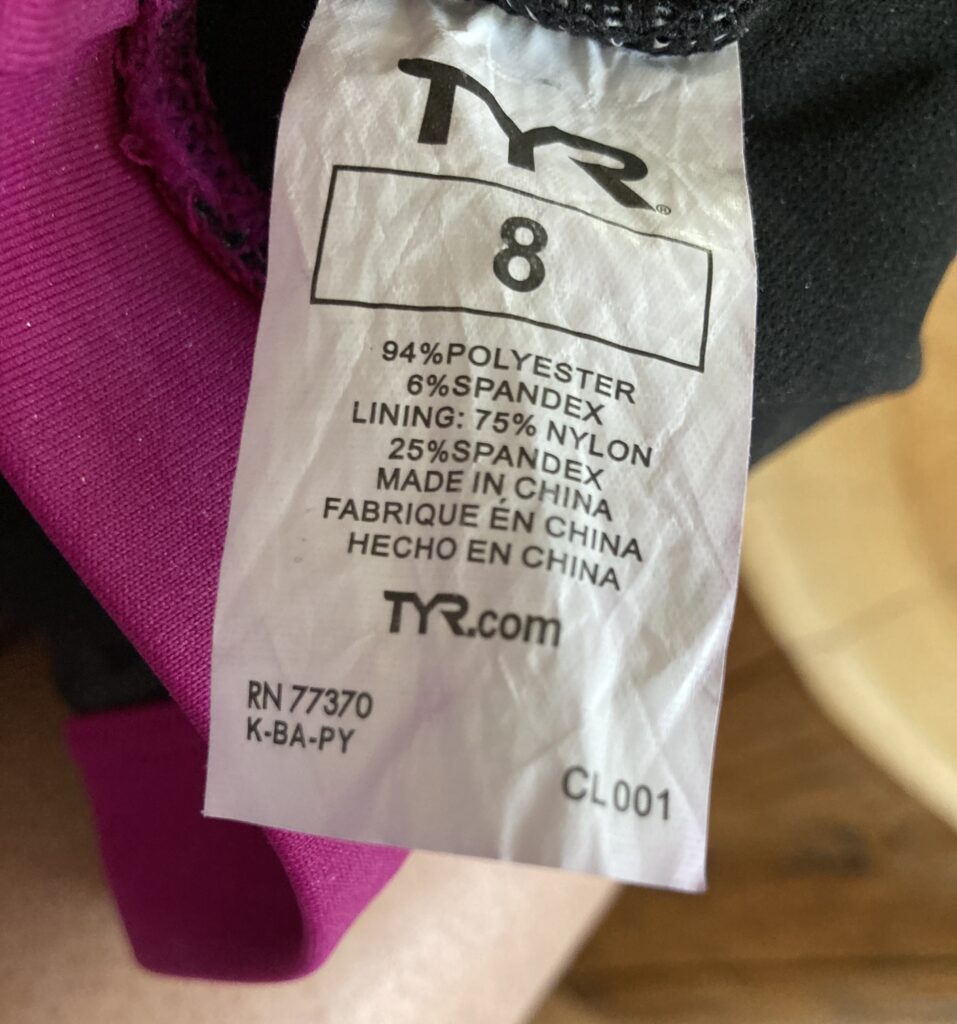 TYR®
8
94%POLYESTER
6%SPANDEX
LINING: 75% NYLON
25%SPANDEX
MADE IN CHINA
FABRIQUE ÉN CHINA
HECHO EN CHINA
TYR.com
RN 77370
K-BA-PY
CL001